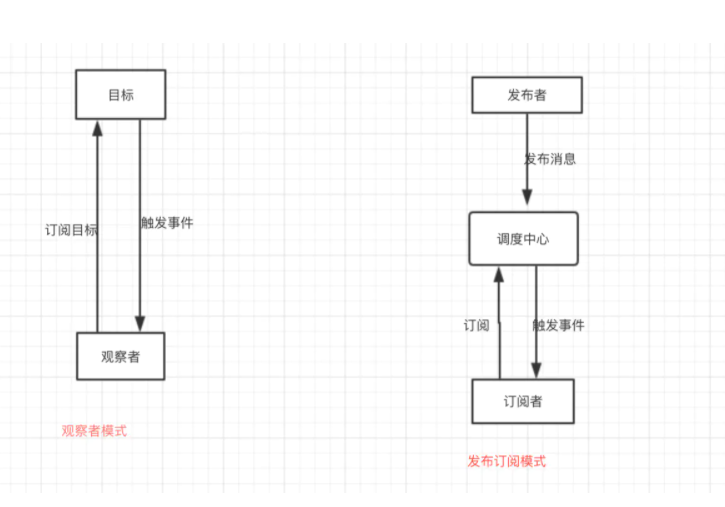 目标
订阅目标
触发事件
观察者
观察者模式
发布者
发布消息
调度中心
订阅
触发事件
订阅者
发布订阅模式